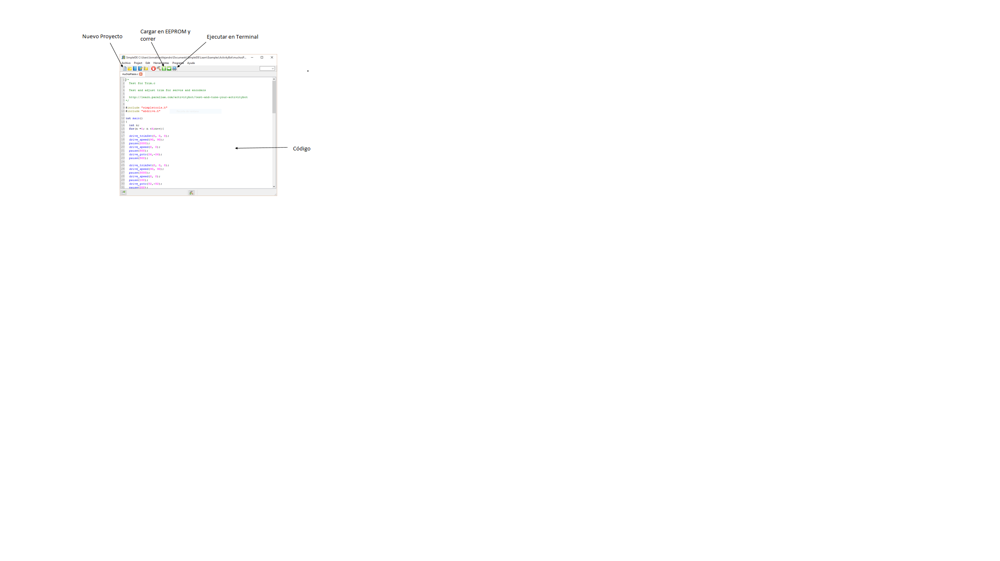 Nuevo Proyecto
Cargar en EEPROM y
correr
Ejecutar en Terminal
SimpleIDE C:\Users\JonnathanAlejandro\Documents\SimpleIDE\Learn\Examples\ActivityBot\muchosP...
Archivo Project Edit Herramientas Programa Ayuda
muchosPasos.c
1 /*
2 Test for Trim.c
3
4 Test and adjust trim for servos and encoders
5
6 http://learn.parallax.com/activitybot/test-and-tune-your-activitybot
7 */
8
9 #include "simpletools.h"
10 #include "abdrive.h"
11
12 int main()
13 {
14 int n;
15 for(n =1; n <6;n++){
16
17 drive_trimSet(0, 0, 0);
18 drive_speed(90, 90);
19 pause(2000);
20 drive_speed(0, 0);
21 pause(500);
22 drive_goto(26,-26);
23 pause(500);
24
25 drive_trimSet(0, 0, 0);
26 drive_speed(90, 90);
27 pause(3000);
28 drive_speed(0, 0);
29 pause(100);
30 drive_goto(52,-52);
31 pause(200);
Código
.